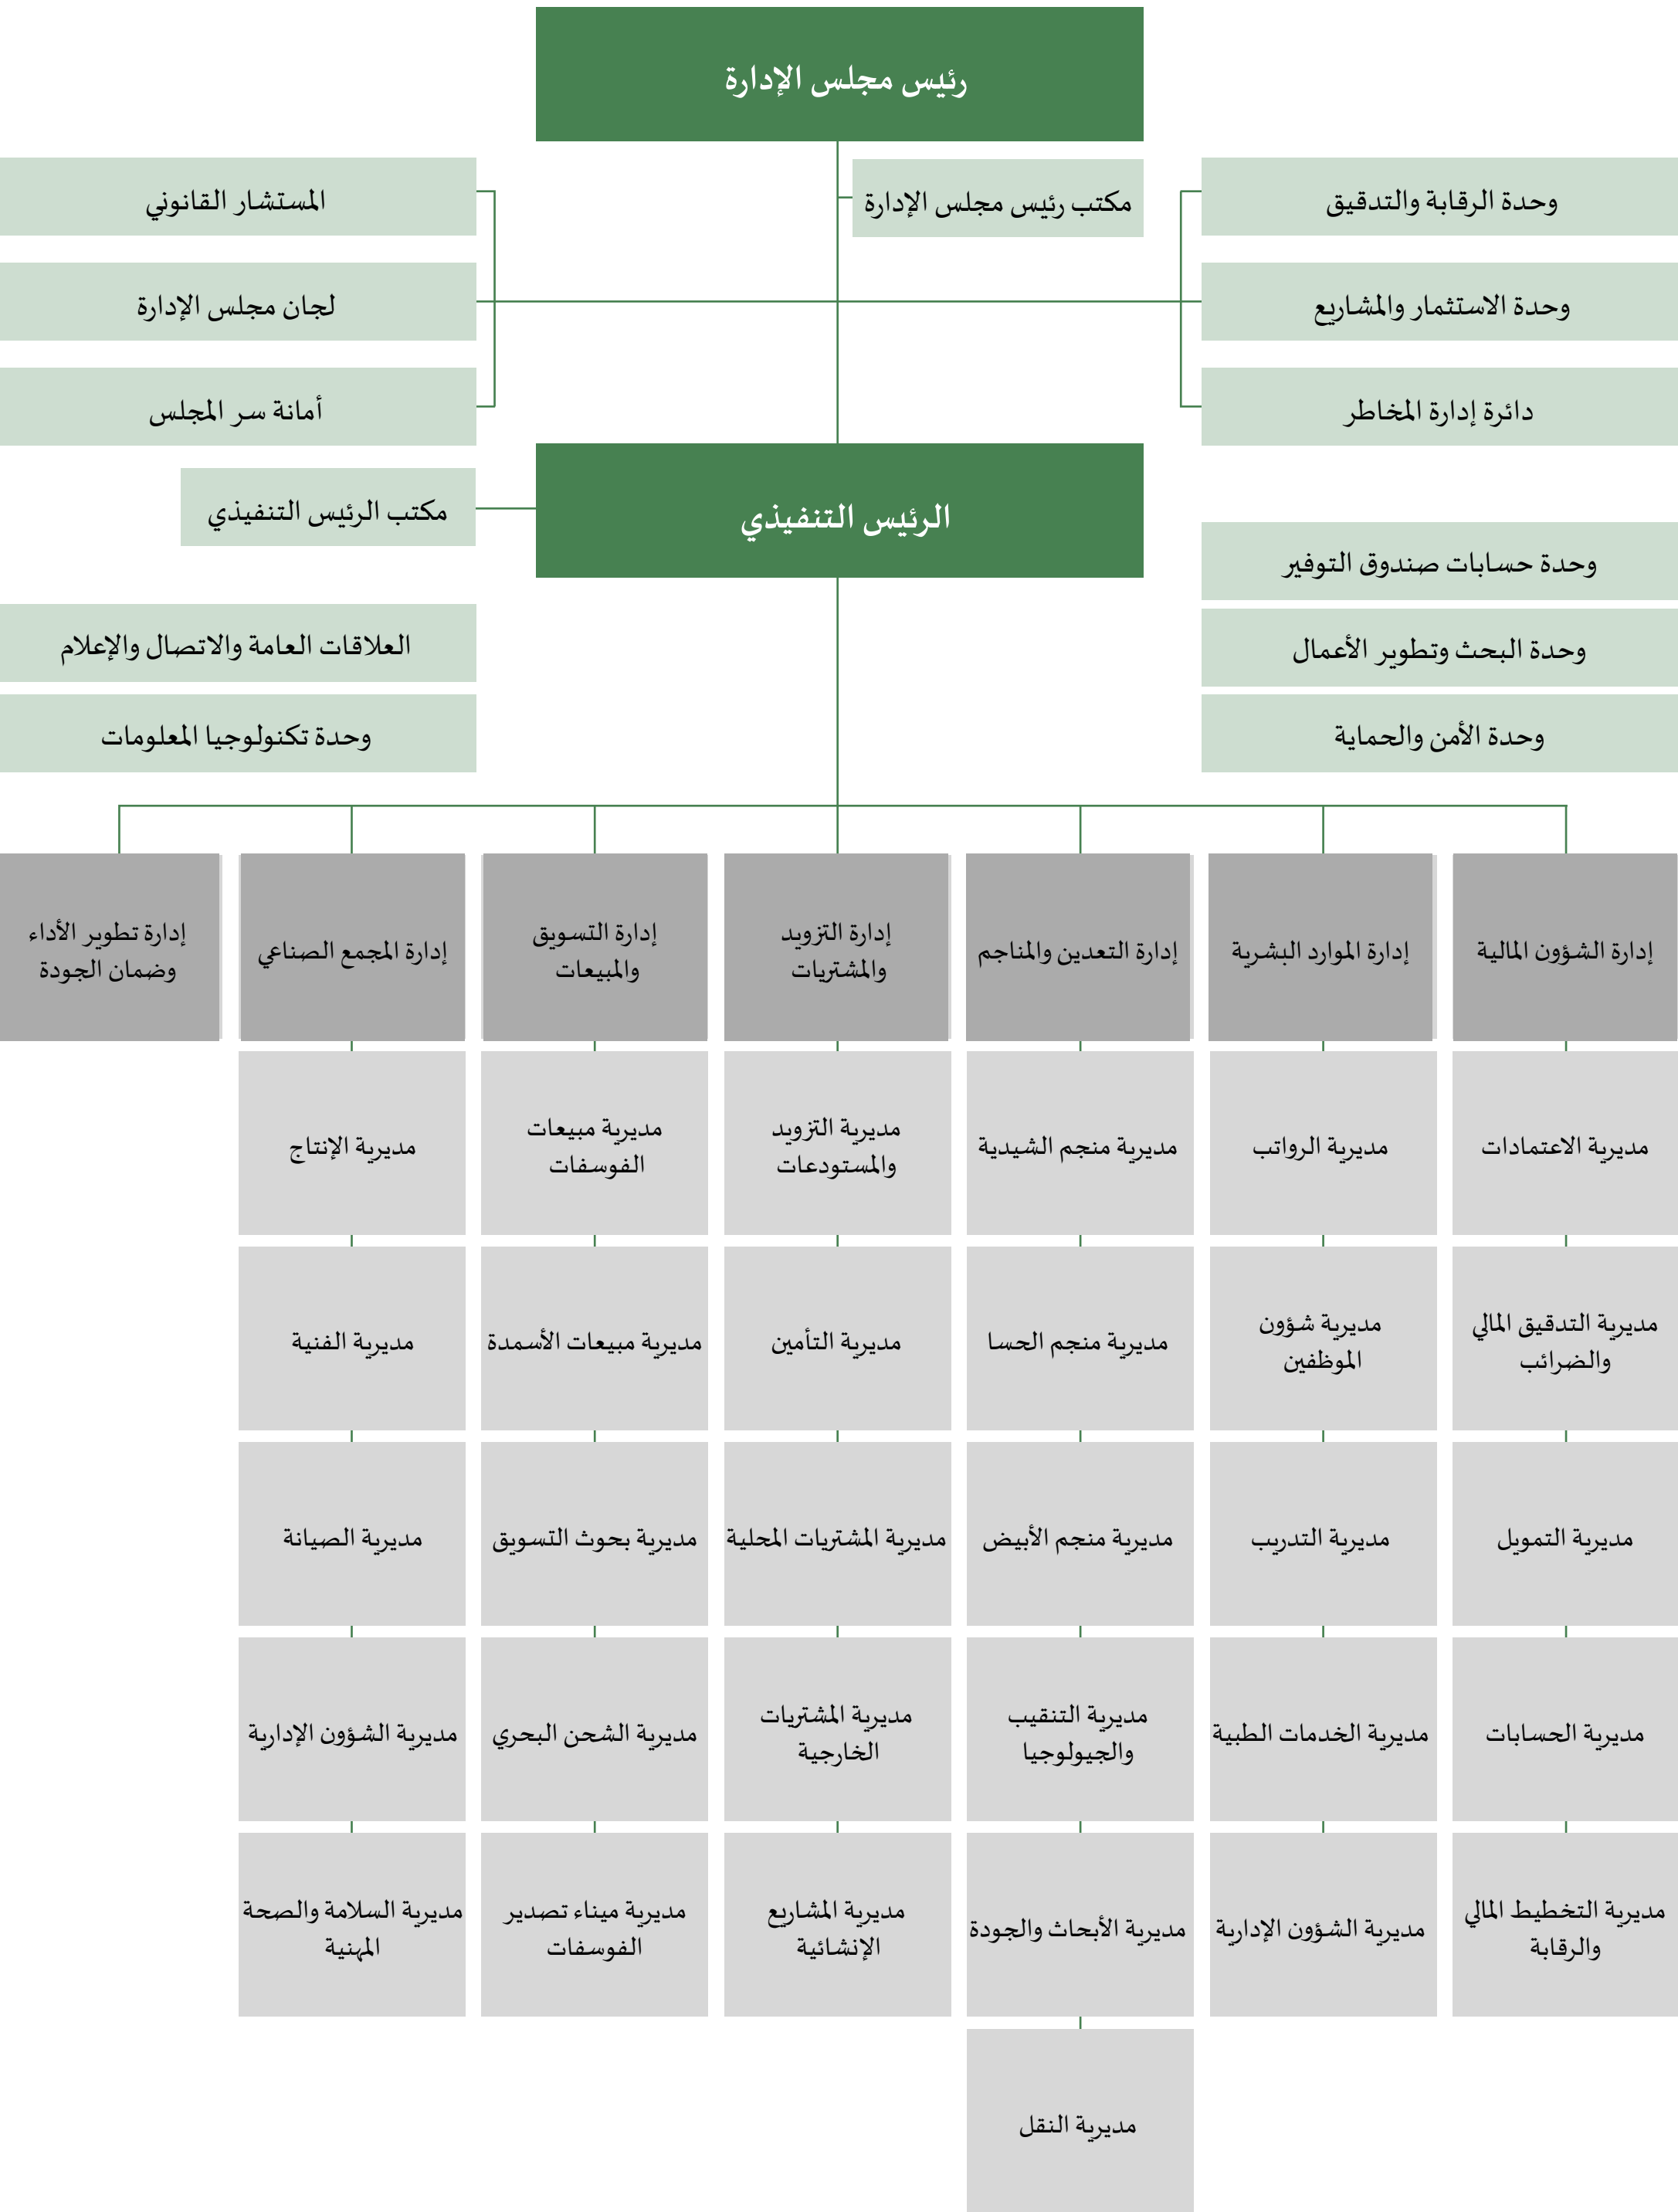 رئيس مجلس الإدارة
مكتب رئيس مجلس الإدارة
وحدة الرقابة والتدقيق
وحدة الاستثمار والمشاريع
دائرة إدارة المخاطر
المستشار القانوني
لجان مجلس الإدارة
أمانة سر المجلس
الرئيس التنفيذي
مكتب الرئيس التنفيذي
وحدة حسابات صندوق التوفير
وحدة البحث وتطوير الأعمال
وحدة الأمن والحماية
العلاقات العامة والاتصال والإعلام
وحدة تكنولوجيا المعلومات
إدارة الشؤون المالية
مديرية الاعتمادات
مديرية التدقيق المالي
والضرائب
مديرية التمويل
مديرية الحسابات
مديرية التخطيط المالي
والرقابة
إدارة الموارد البشرية
مديرية الرواتب
مديرية شؤون
الموظفين
مديرية التدريب
مديرية الخدمات الطبية
مديرية الشؤون الإدارية
إدارة التعدين والمناجم
مديرية منجم الشيدية
مديرية منجم الحسا
مديرية منجم الأبيض
مديرية التنقيب
والجيولوجيا
مديرية الأبحاث والجودة
مديرية النقل
إدارة التزويد
والمشتريات
مديرية التزويد
والمستودعات
مديرية التأمين
مديرية المشتريات المحلية
مديرية المشتريات
الخارجية
مديرية المشاريع
الإنشائية
إدارة التسويق
والمبيعات
مديرية مبيعات
الفوسفات
مديرية مبيعات الأسمدة
مديرية بحوث التسويق
مديرية الشحن البحري
مديرية ميناء تصدير
الفوسفات
إدارة المجمع الصناعي
مديرية الإنتاج
مديرية الفنية
مديرية الصيانة
مديرية الشؤون الإدارية
مديرية السلامة والصحة
المهنية
إدارة تطوير الأداء
وضمان الجودة